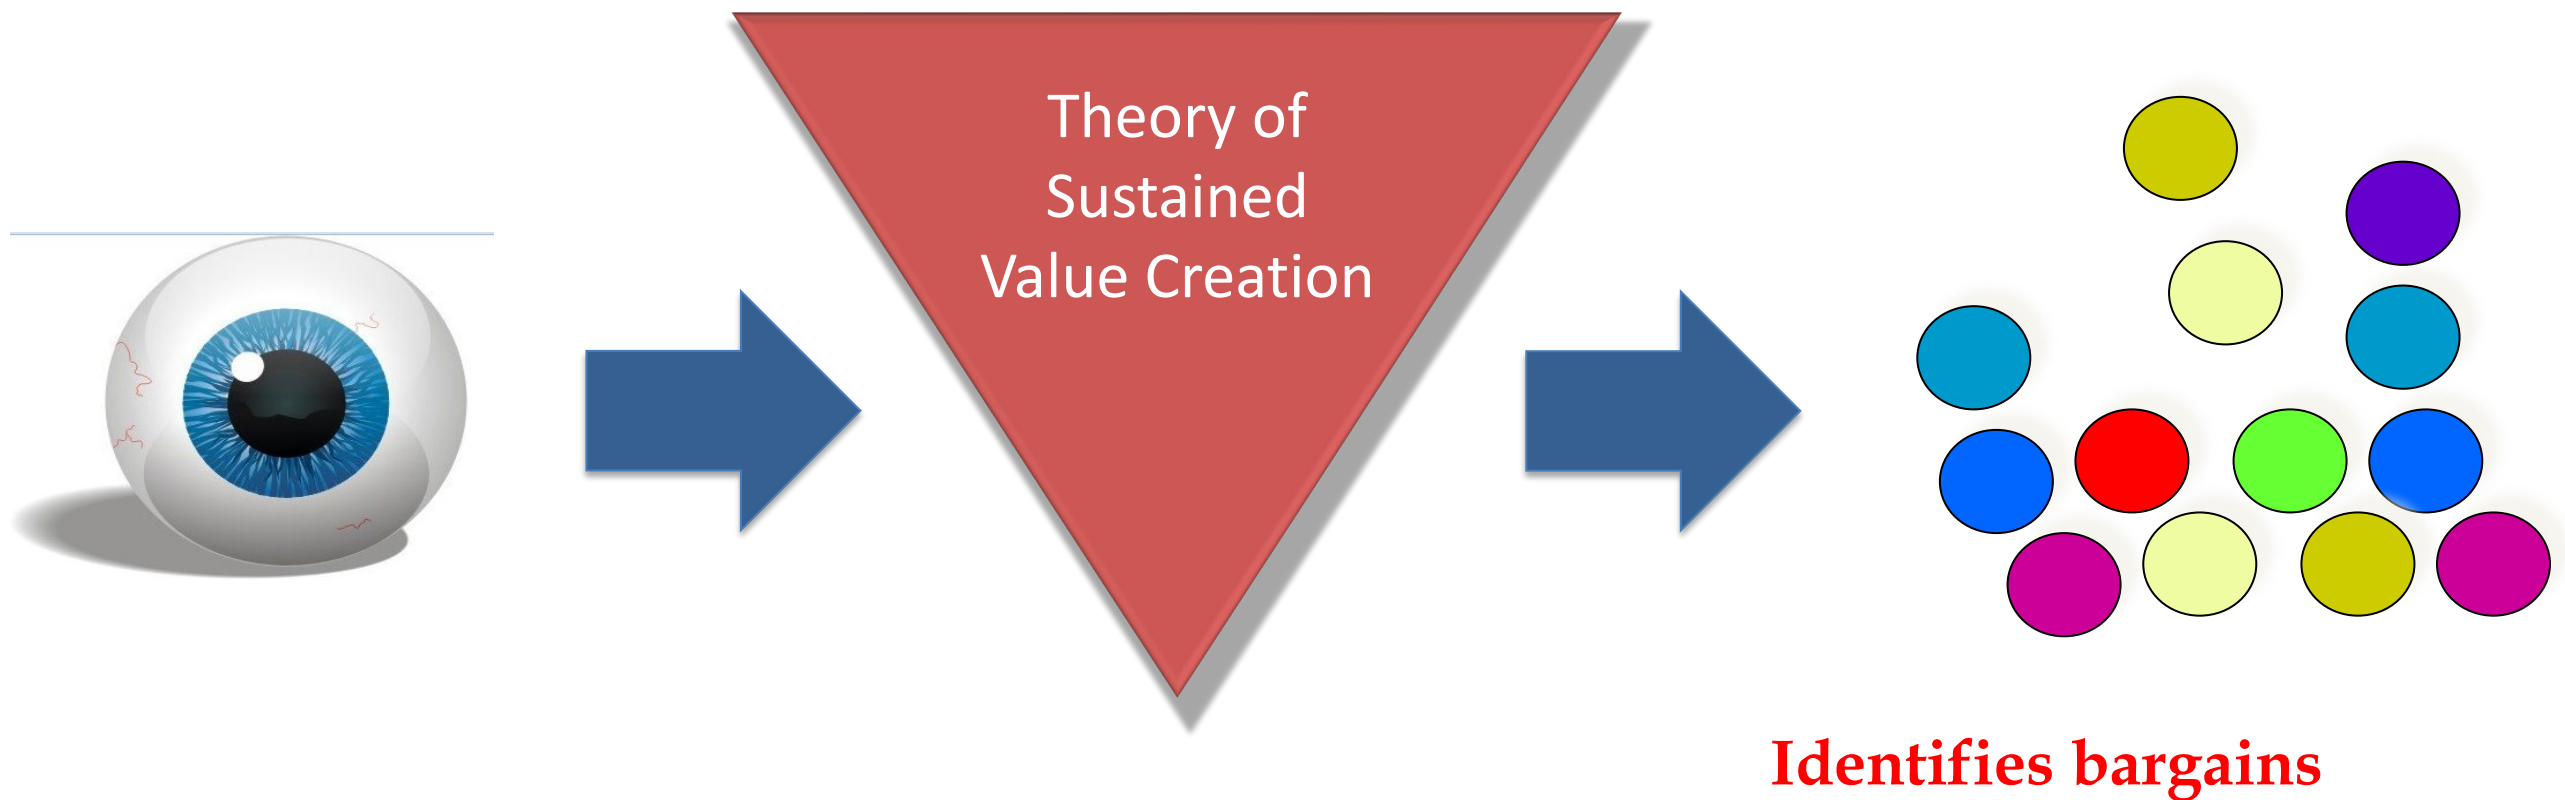 Theory of
Sustained
Value Creation
Identifies bargains